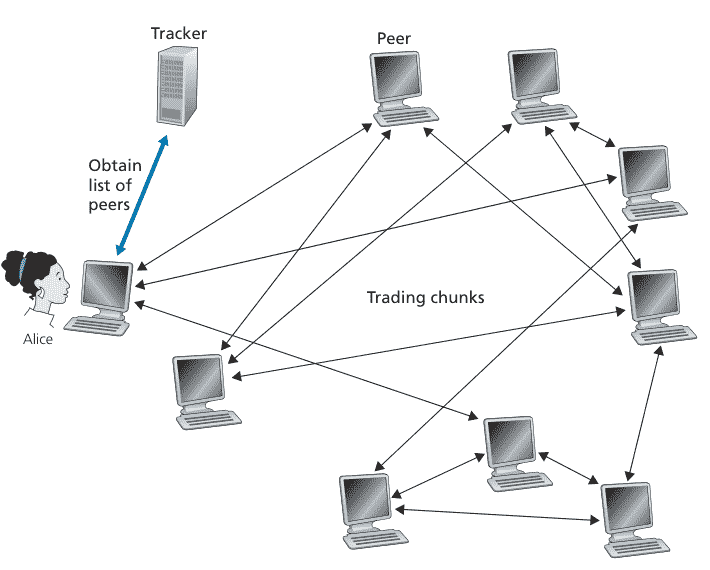 Tracker
Peer
Obtain
list of
peers
Trading chunks
Alice